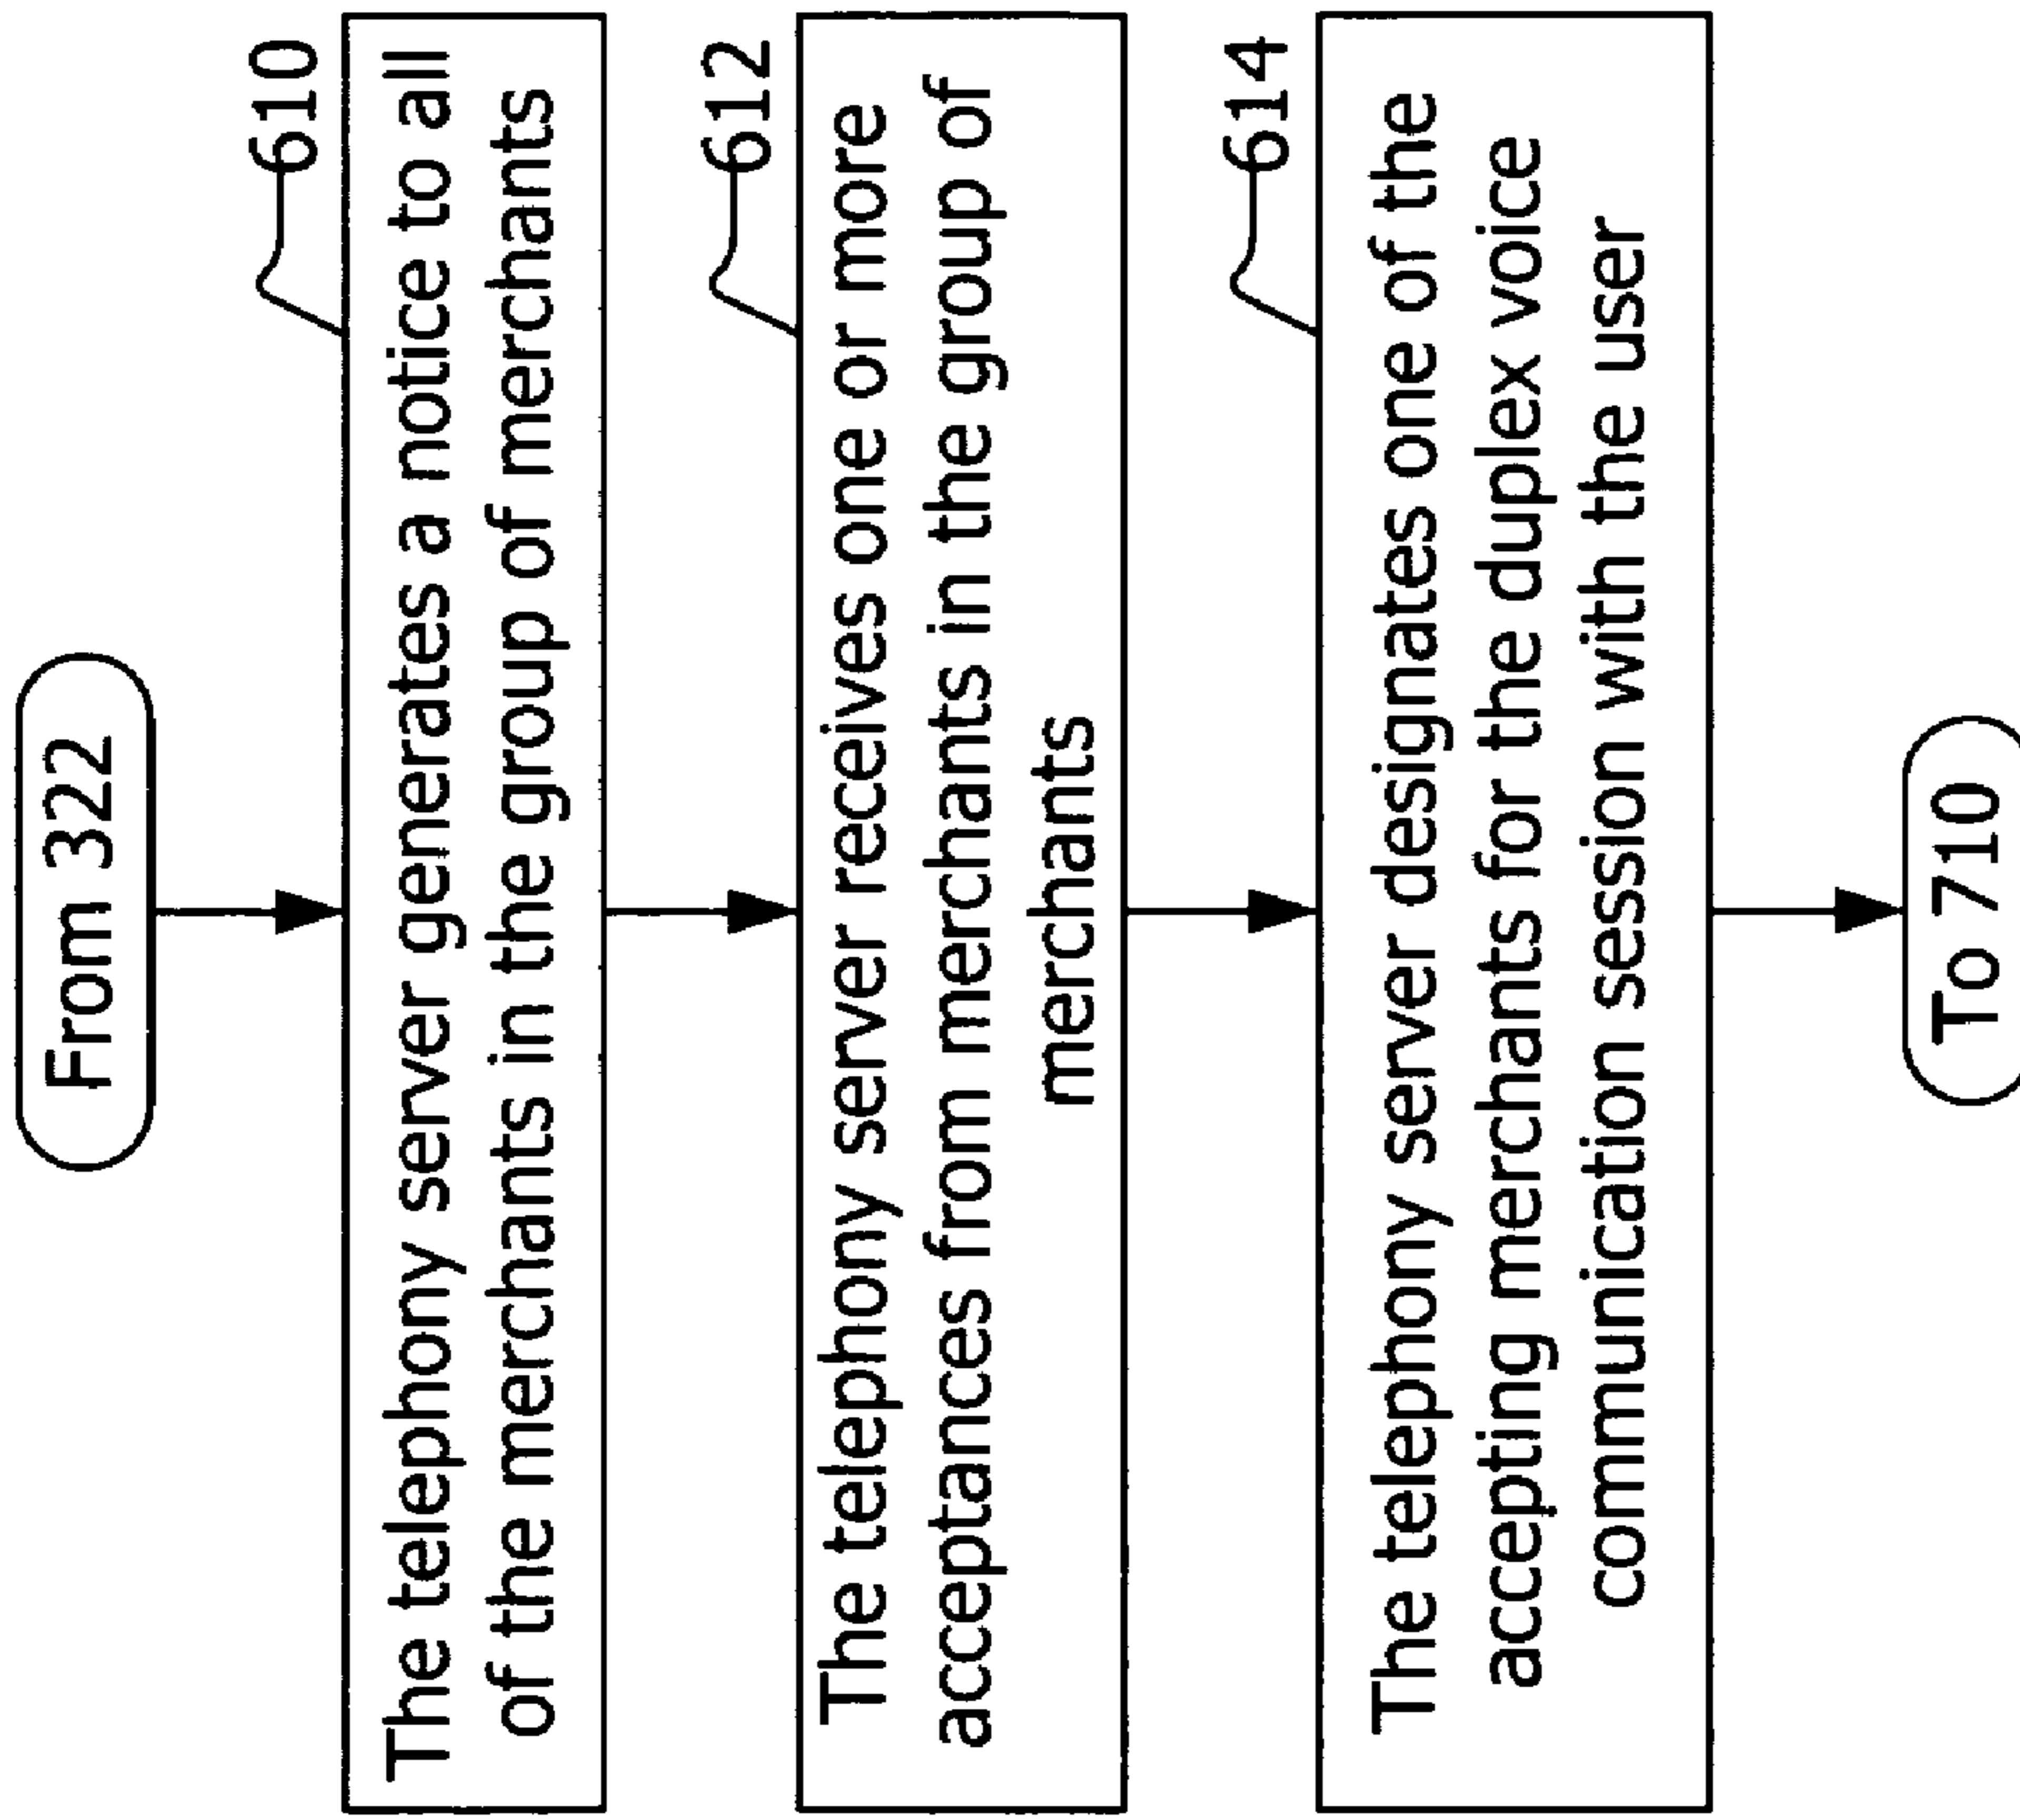 From 322
610
The telephony server generates a notice to all
of the merchants in the group of merchants
612
The telephony server receives one or more
acceptances from merchants in the group of
merchants
614
The telephony server designates one of the
accepting merchants for the duplex voice
communication session with the user
To 710